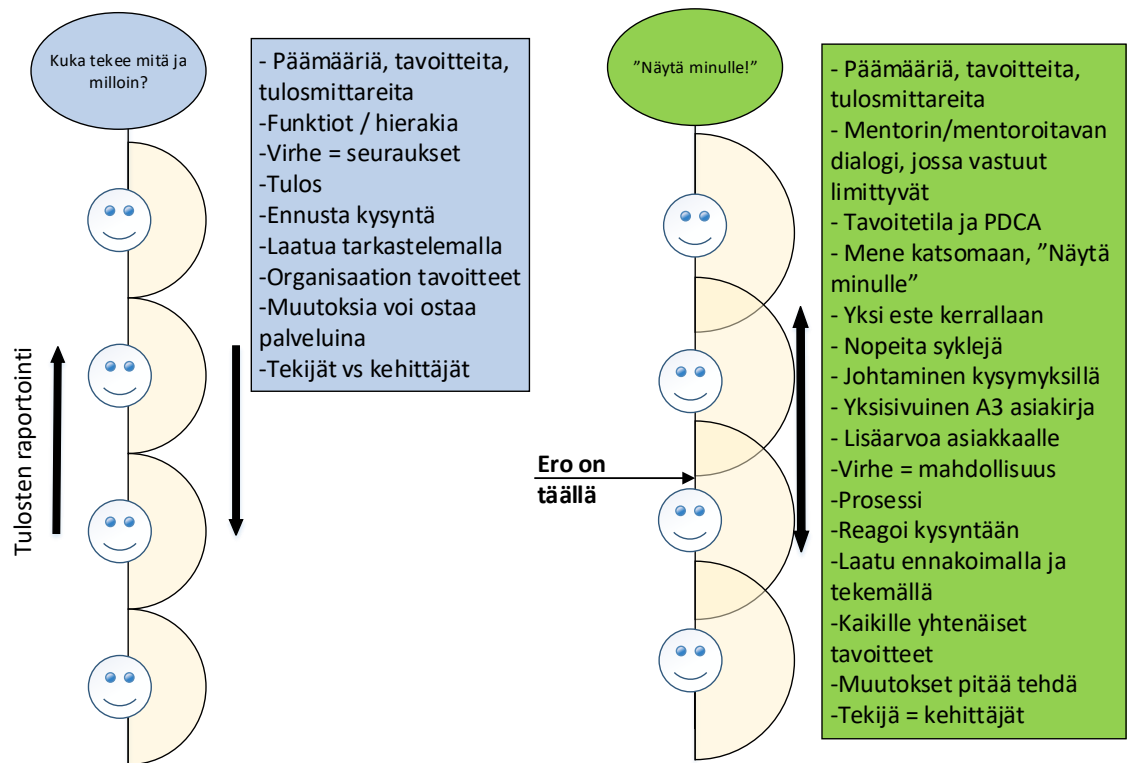 Kuka tekee mitä ja
milloin?
- Päämääriä, tavoitteita,
tulosmittareita
-Funktiot / hierakia
-Virhe = seuraukset
-Tulos
-Ennusta kysyntä
-Laatua tarkastelemalla
-Organisaation tavoitteet
-Muutoksia voi ostaa
palveluina
-Tekijät vs kehittäjät
Tulosten raportointi
”Näytä minulle!”
- Päämääriä, tavoitteita,
tulosmittareita
- Mentorin/mentoroitavan
dialogi, jossa vastuut
limittyvät
- Tavoitetila ja PDCA
- Mene katsomaan, ”Näytä
minulle”
- Yksi este kerrallaan
- Nopeita syklejä
- Johtaminen kysymyksillä
- Yksisivuinen A3 asiakirja
- Lisäarvoa asiakkaalle
-Virhe = mahdollisuus
-Prosessi
-Reagoi kysyntään
-Laatu ennakoimalla ja
tekemällä
-Kaikille yhtenäiset
tavoitteet
-Muutokset pitää tehdä
-Tekijä = kehittäjät
Ero on
täällä